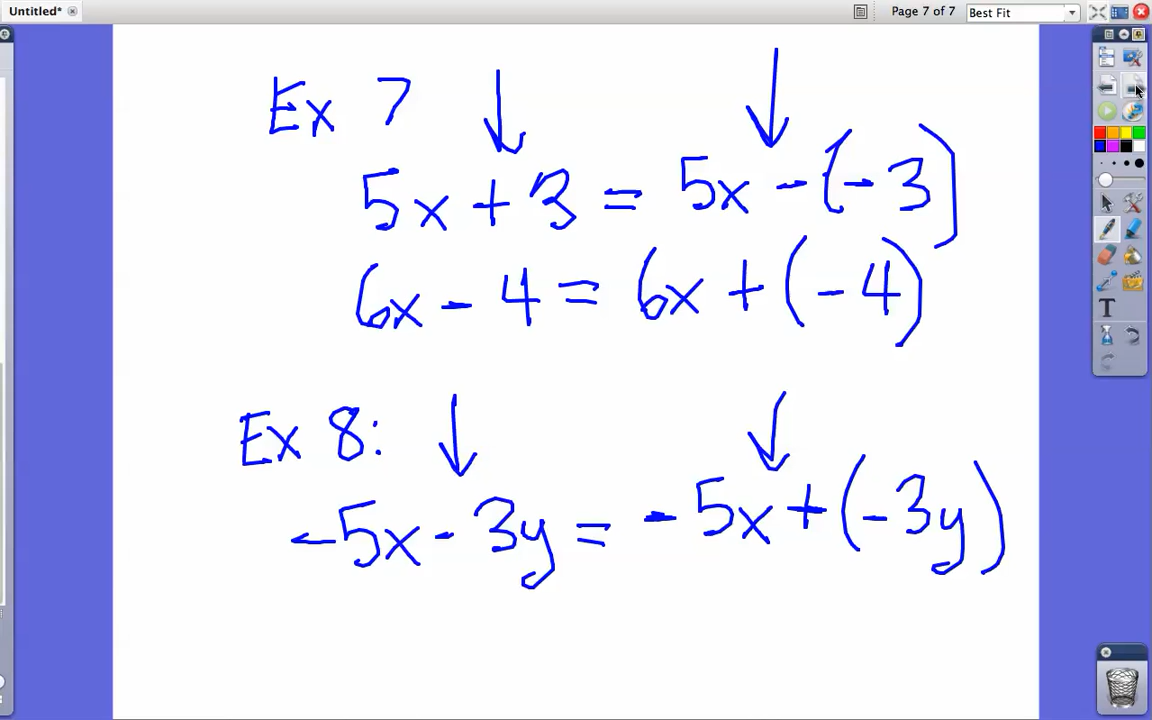 Untitled*
Page 7 of 7
Best Fit
Ex 7
5x + 3 = 5x - (-3)
6x - 4 = 6x + (-4)
Ex 8:
-5x - 3y = -5x + (-3y)
T